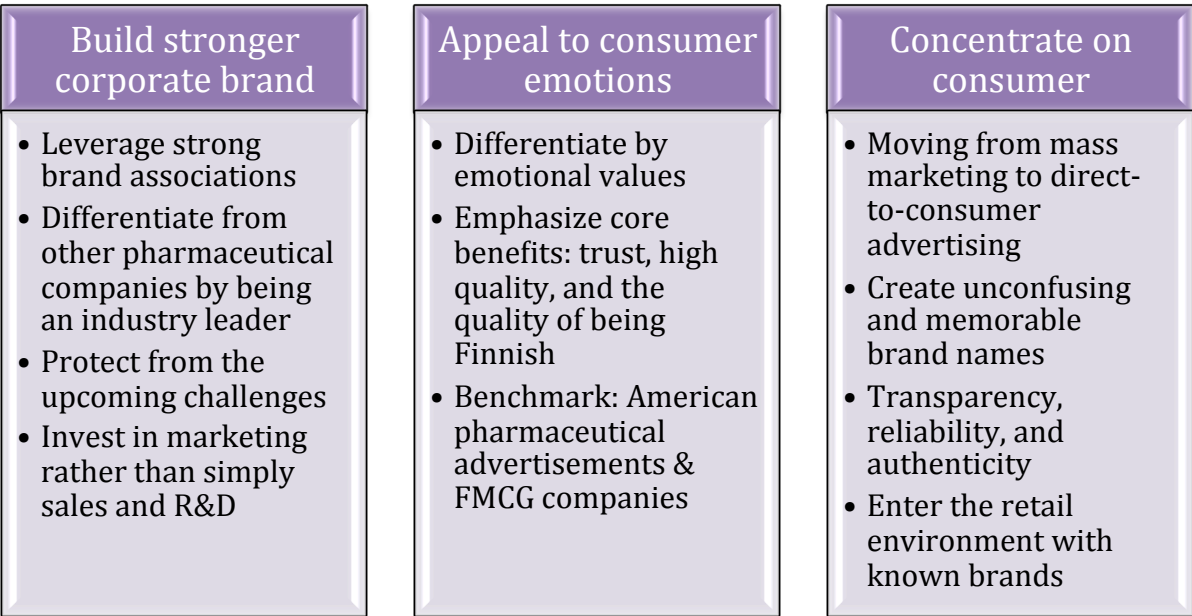 Build stronger
corporate brand
• Leverage strong
brand associations
• Differentiate from
other pharmaceutical
companies by being
an industry leader
• Protect from the
upcoming challenges
• Invest in marketing
rather than simply
sales and R&D
Appeal to consumer
emotions
• Differentiate by
emotional values
• Emphasize core
benefits: trust, high
quality, and the
quality of being
Finnish
• Benchmark: American
pharmaceutical
advertisements &
FMCG companies
Concentrate on
consumer
• Moving from mass
marketing to direct-
to-consumer
advertising
• Create unconfusing
and memorable
brand names
• Transparency,
reliability, and
authenticity
• Enter the retail
environment with
known brands